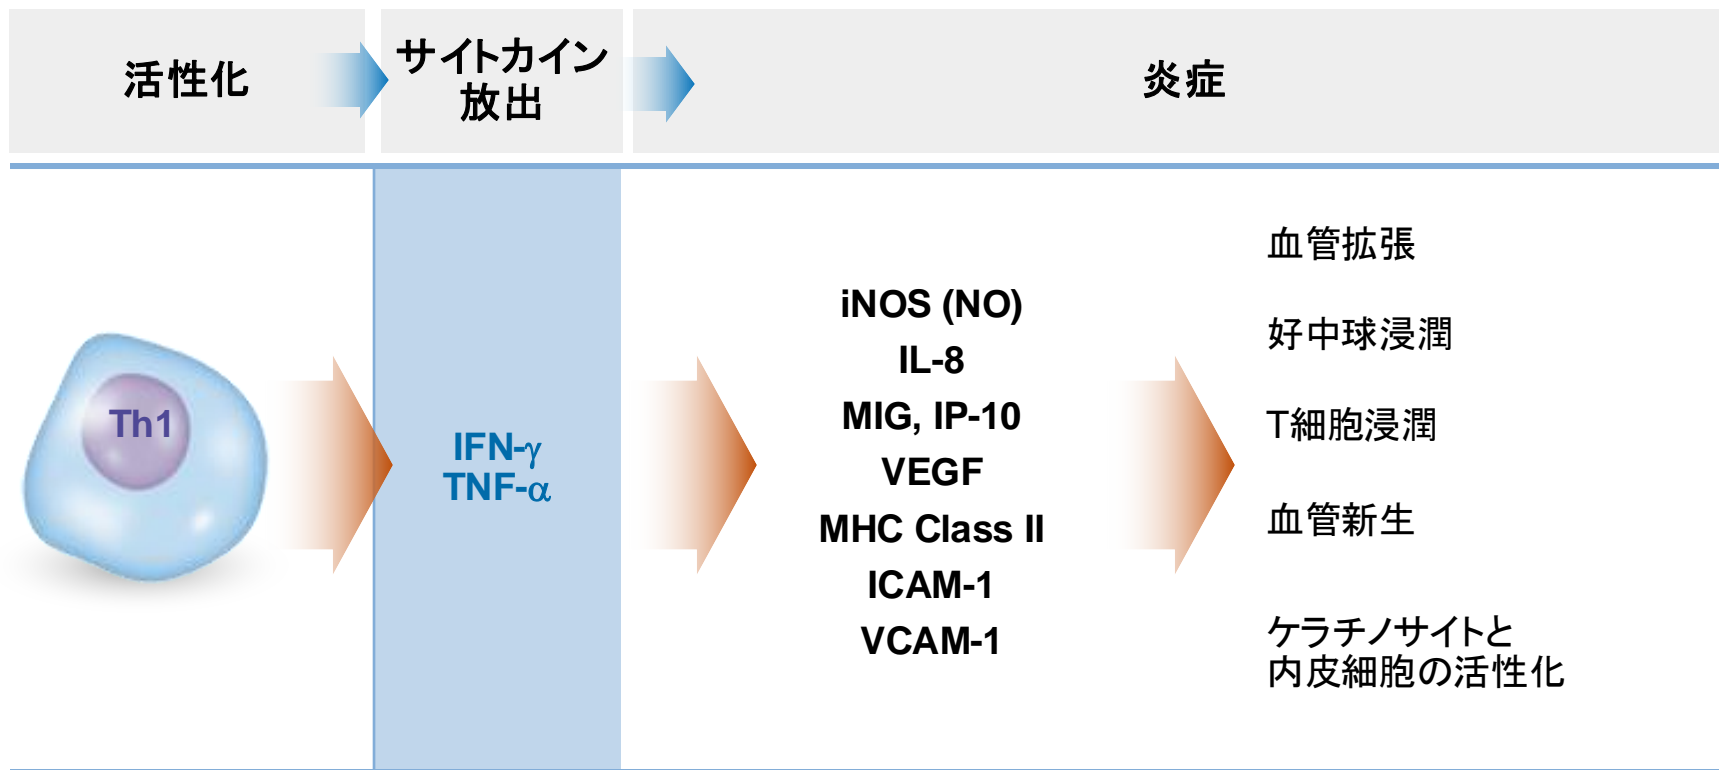 活性化
サイトカイン
放出
炎症
Th1
IFN-γ
TNF-α
iNOS (NO)
IL-8
MIG, IP-10
VEGF
MHC Class II
ICAM-1
VCAM-1
血管拡張
好中球浸潤
T細胞浸潤
血管新生
ケラチノサイトと
内皮細胞の活性化